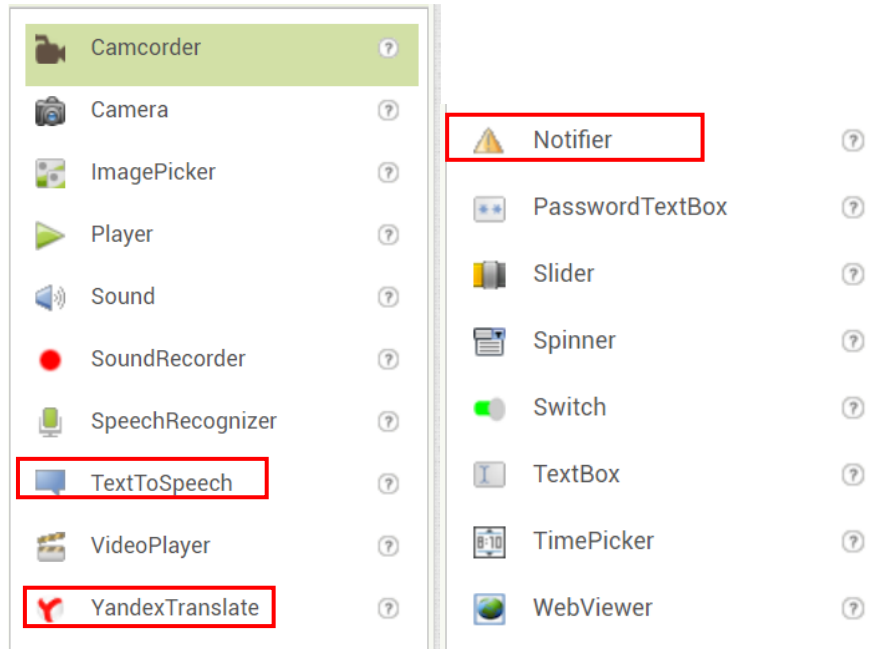 Camcorder
Camera
ImagePicker
Player
Sound
SoundRecorder
SpeechRecognizer
TextToSpeech
VideoPlayer
YandexTranslate
Notifier
PasswordTextBox
Slider
Spinner
Switch
TextBox
TimePicker
WebViewer